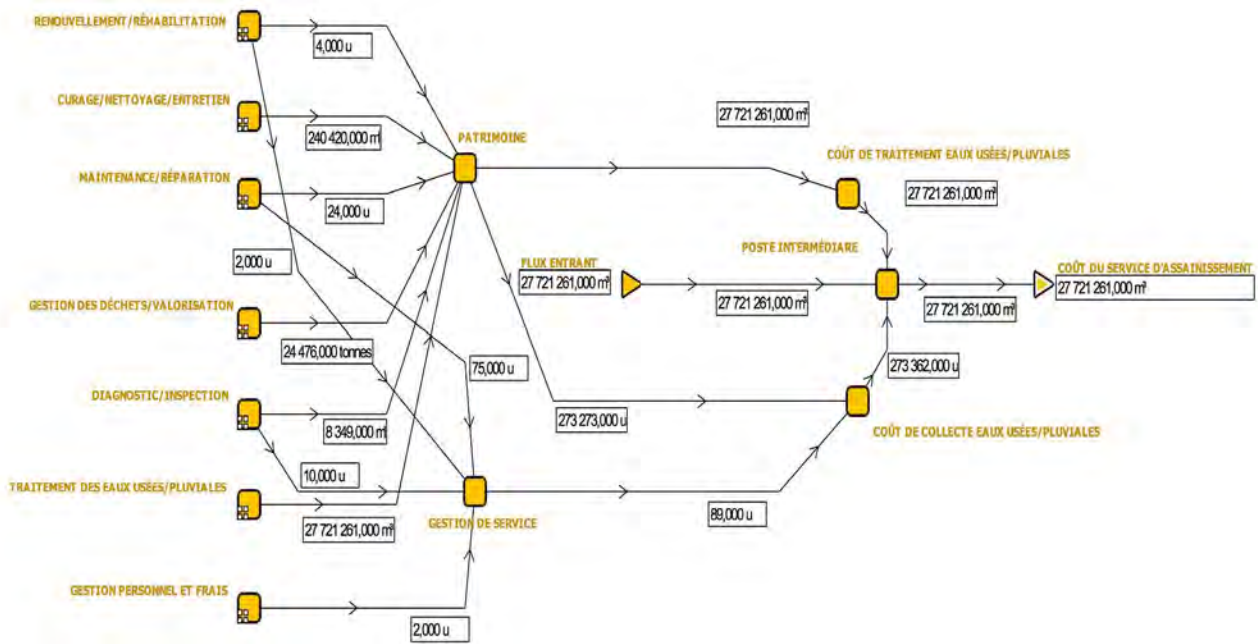 RENOUVELLEMENT/RÉHABILITATION
4,000 u
CURAGE/NETTOYAGE/ENTRETIEN
240 420,000 m
27 721 261,000 m³
PATRIMOINE
COÛT DE TRAITEMENT EAUX USÉES/PLUVIALES
MAINTENANCE/RÉPARATION
24,000 u
27 721 261,000 m³
2,000 u
POSTE INTERMÉDIARE
FLUX ENTRANT
27 721 261,000 m³
COÛT DU SERVICE D'ASSAINISSEMENT
27 721 261,000 m³
27 721 261,000 m³
27 721 261,000 m³
GESTION DES DÉCHETS/VALORISATION
24 476,000 tonnes
75,000 u
273 362,000 u
DIAGNOSTIC/INSPECTION
8 349,000 m
273 273,000 u
COÛT DE COLLECTE EAUX USÉES/PLUVIALES
10,000 u
TRAITEMENT DES EAUX USÉES/PLUVIALES
27 721 261,000 m³
GESTION DE SERVICE
89,000 u
GESTION PERSONNEL ET FRAIS
2,000 u